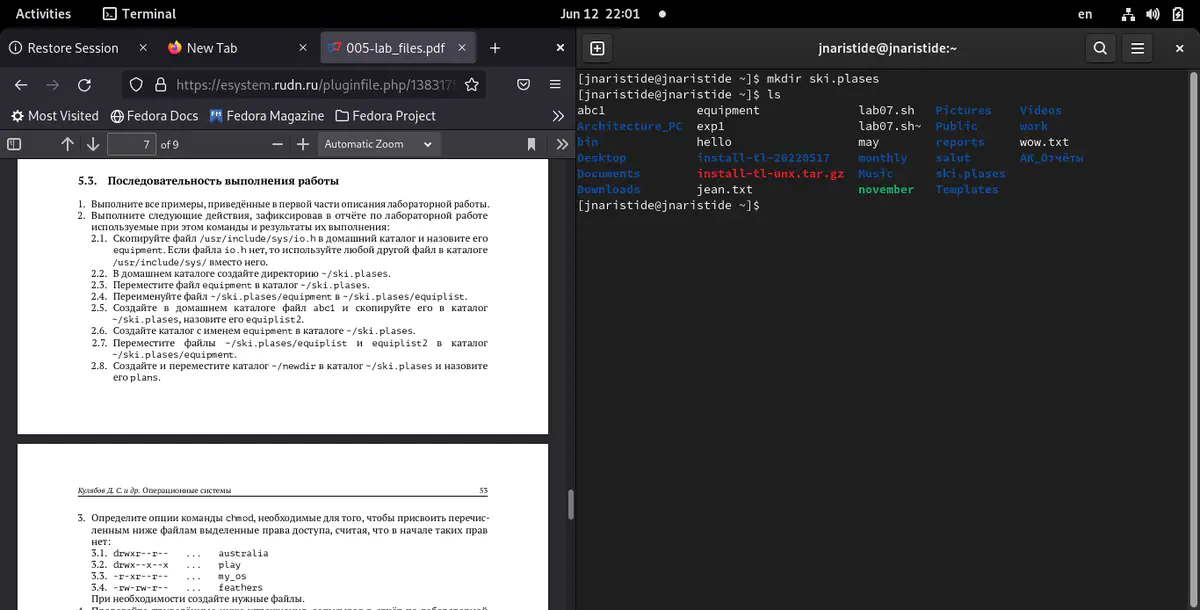 Activities Terminal Jun 12 22:01 en
Restore Session New Tab 005-lab_files.pdf
https://esystem.rudn.ru/pluginfile.php/138317
Most Visited Fedora Docs Fedora Magazine Fedora Project
7 of 9 Automatic Zoom
5.3. Последовательность выполнения работы
1. Выполните все примеры, приведённые в первой части описания лабораторной работы.
2. Выполните следующие действия, зафиксировав в отчёте по лабораторной работе
используемые при этом команды и результаты их выполнения:
2.1. Скопируйте файл /usr/include/sys/io.h в домашний каталог и назовите его
equipment. Если файла io.h нет, то используйте любой другой файл в каталоге
/usr/include/sys/ вместо него.
2.2. В домашнем каталоге создайте директорию ~/ski.plases.
2.3. Переместите файл equipment в каталог ~/ski.plases.
2.4. Переименуйте файл ~/ski.plases/equipment в ~/ski.plases/equiplist.
2.5. Создайте в домашнем каталоге файл abc1 и скопируйте его в каталог
~/ski.plases, назовите его equiplist2.
2.6. Создайте каталог с именем equipment в каталоге ~/ski.plases.
2.7. Переместите файлы ~/ski.plases/equiplist и equiplist2 в каталог
~/ski.plases/equipment.
2.8. Создайте и переместите каталог ~/newdir в каталог ~/ski.plases и назовите
его plans.
Кулябов Д. С. и др. Операционные системы 53
3. Определите опции команды chmod, необходимые для того, чтобы присвоить перечис-
ленным ниже файлам выделенные права доступа, считая, что в начале таких прав
нет:
3.1. drwxr--r-- ... australia
3.2. drwx--x--x ... play
3.3. -r-xr--r-- ... my_os
3.4. -rw-rw-r-- ... feathers
При необходимости создайте нужные файлы.
jnaristide@jnaristide:~
[jnaristide@jnaristide ~]$ mkdir ski.plases
[jnaristide@jnaristide ~]$ ls
abc1 equipment lab07.sh Pictures Videos
Architecture_PC exp1 lab07.sh~ Public work
bin hello may reports wow.txt
Desktop install-tl-20220517 monthly salut АК_Отчёты
Documents install-tl-unx.tar.gz Music ski.plases
Downloads jean.txt november Templates
[jnaristide@jnaristide ~]$